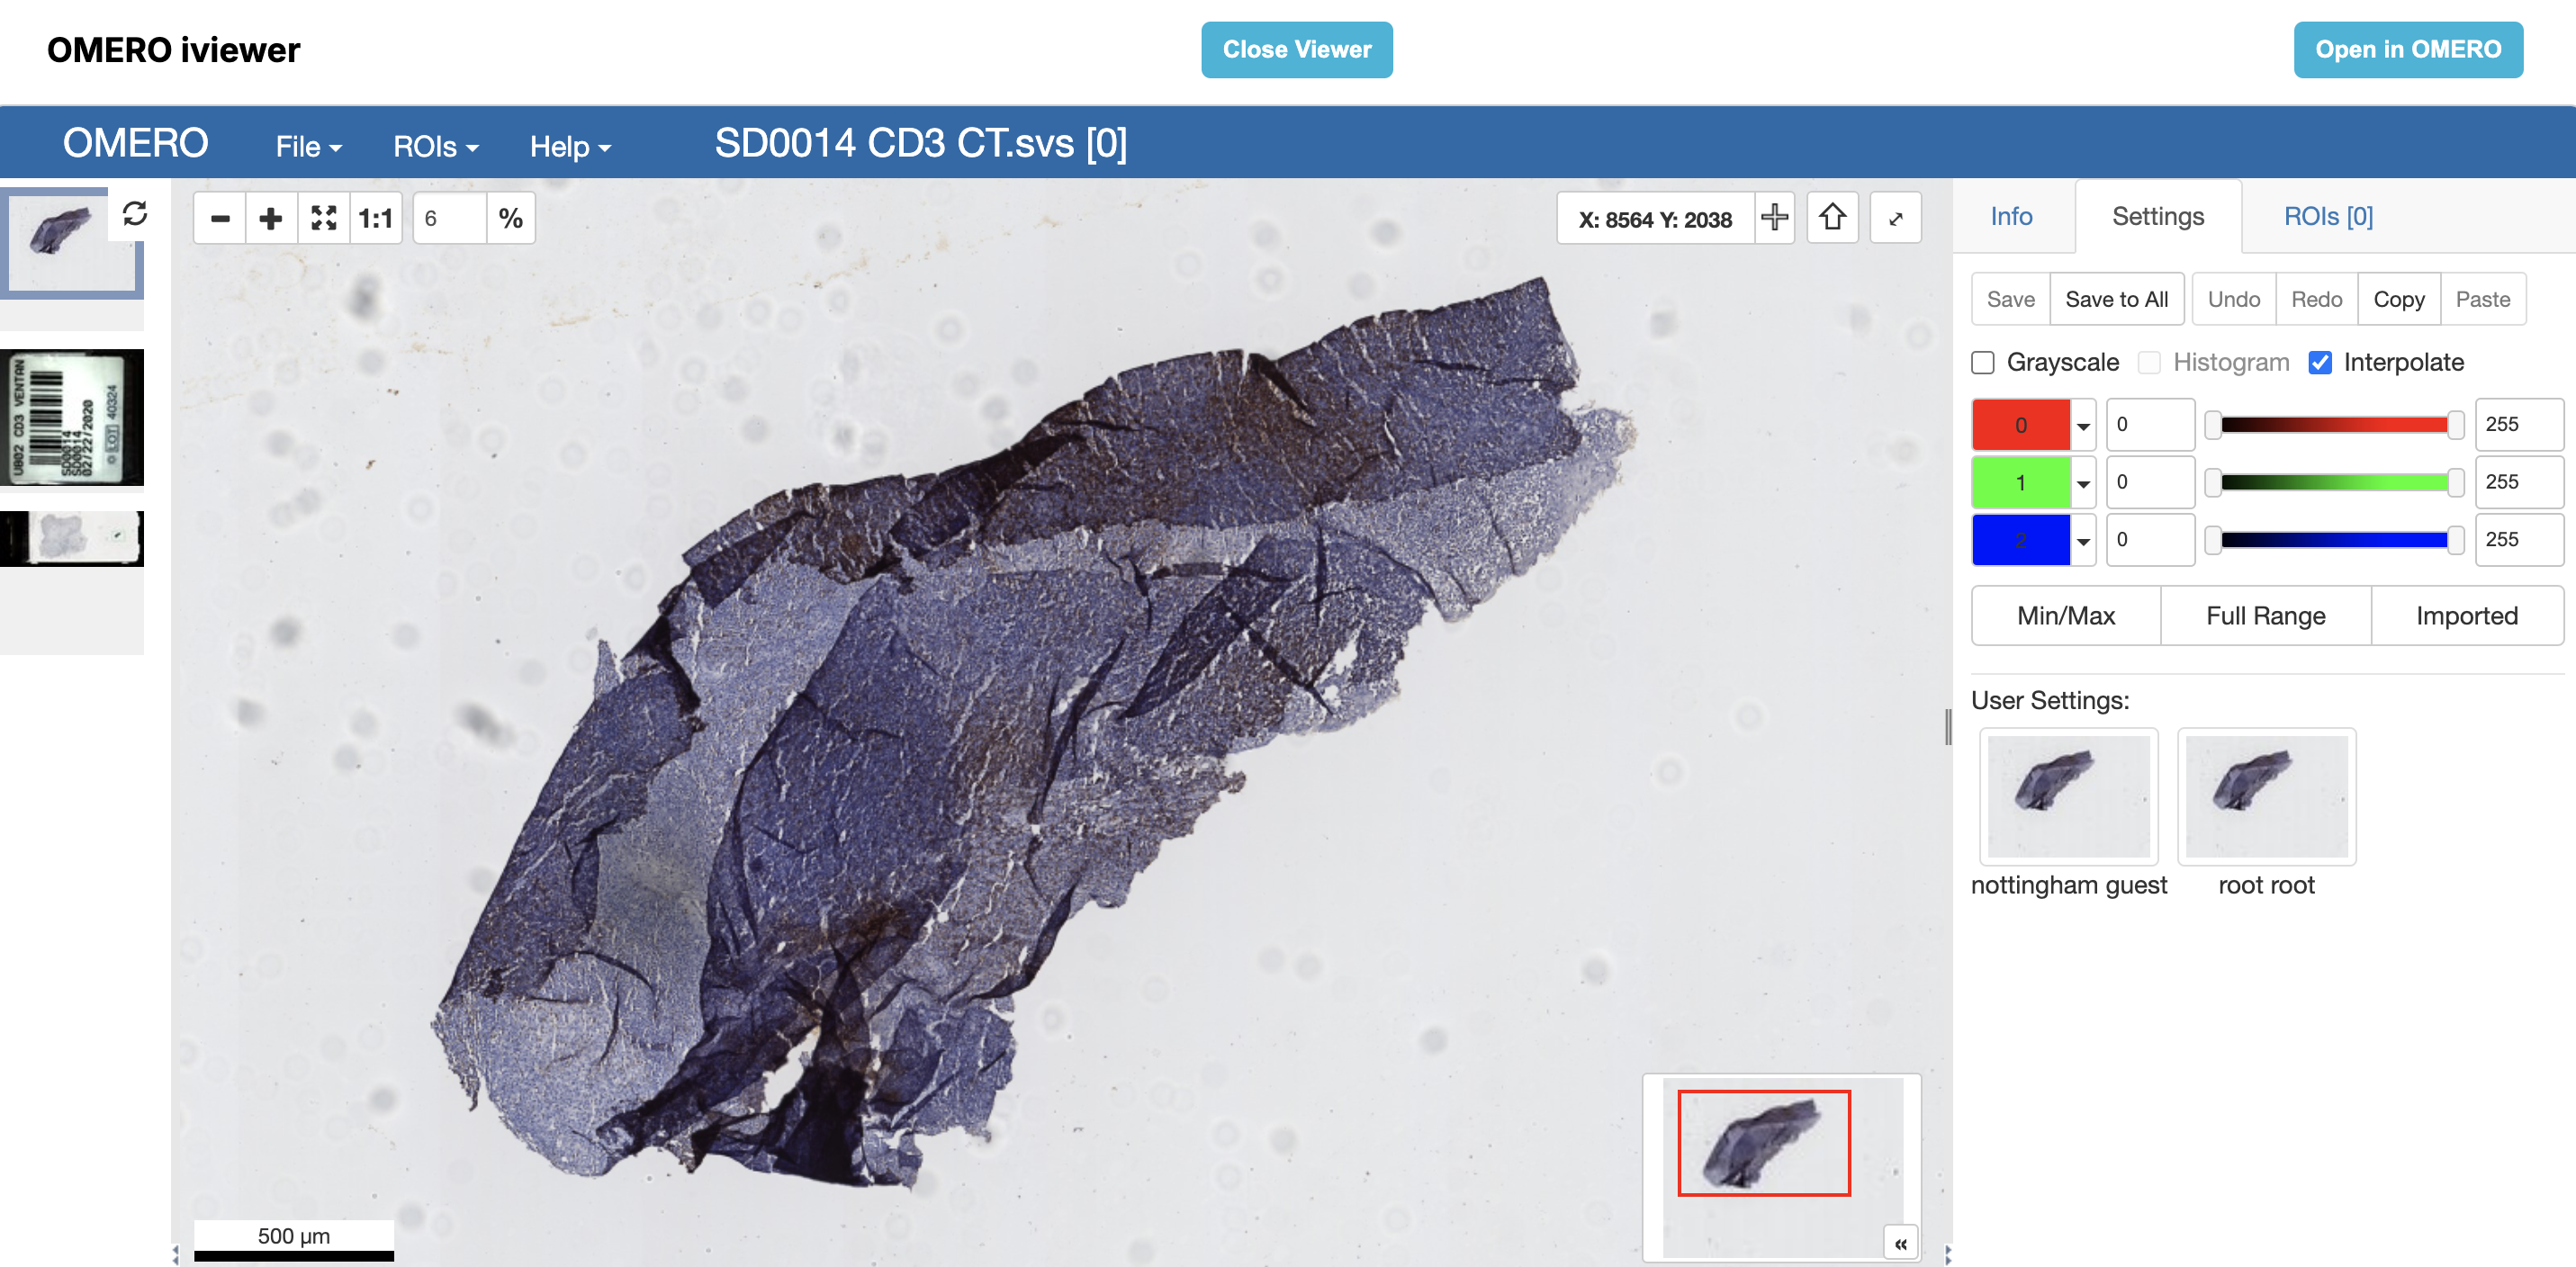 OMERO iviewer
Close Viewer
Open in OMERO
OMERO File ROIs Help SD0014 CD3 CT.svs [0]
1:1 6 %
X: 8564 Y: 2038
Info Settings ROIs [0]
Save Save to All Undo Redo Copy Paste
Grayscale Histogram Interpolate
0 0 255
1 0 255
2 0 255
Min/Max Full Range Imported
User Settings:
nottingham guest root root
CD3 VENTAN
SD0014
SD0014
02/22/2020
LOT 40324
500 µm
«